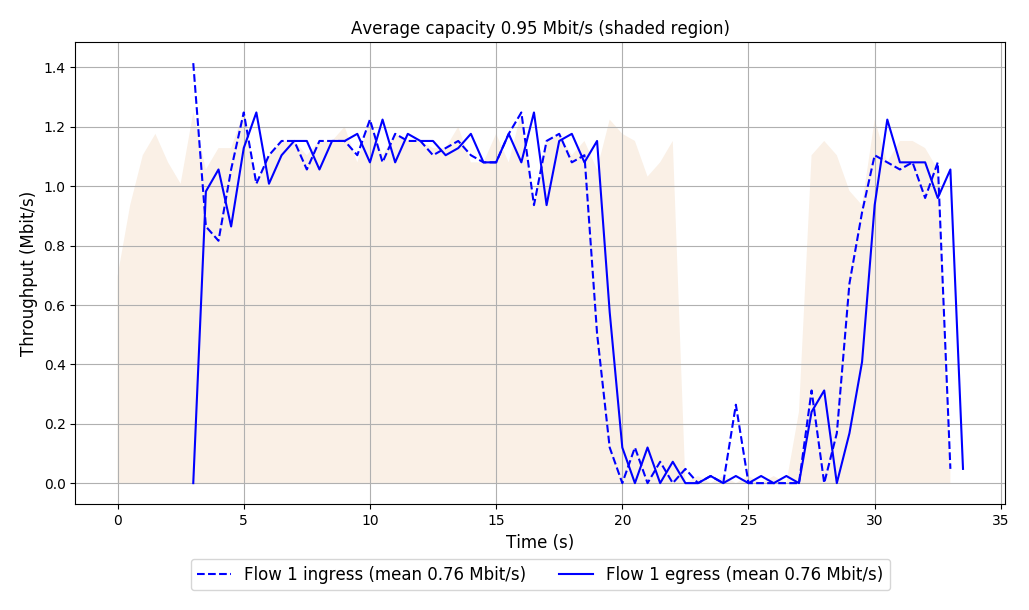 Average capacity 0.95 Mbit/s (shaded region)
Throughput (Mbit/s)
1.4
1.2
1.0
0.8
0.6
0.4
0.2
0.0
0 5 10 15 20 25 30 35
Time (s)
Flow 1 ingress (mean 0.76 Mbit/s) Flow 1 egress (mean 0.76 Mbit/s)